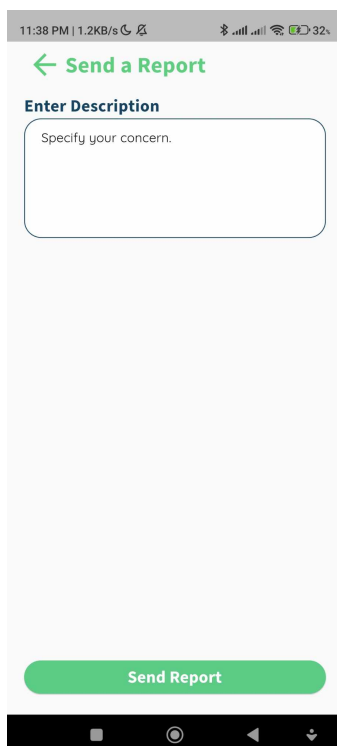 11:38 PM | 1.2KB/s 32%
Send a Report
Enter Description
Specify your concern.
Send Report